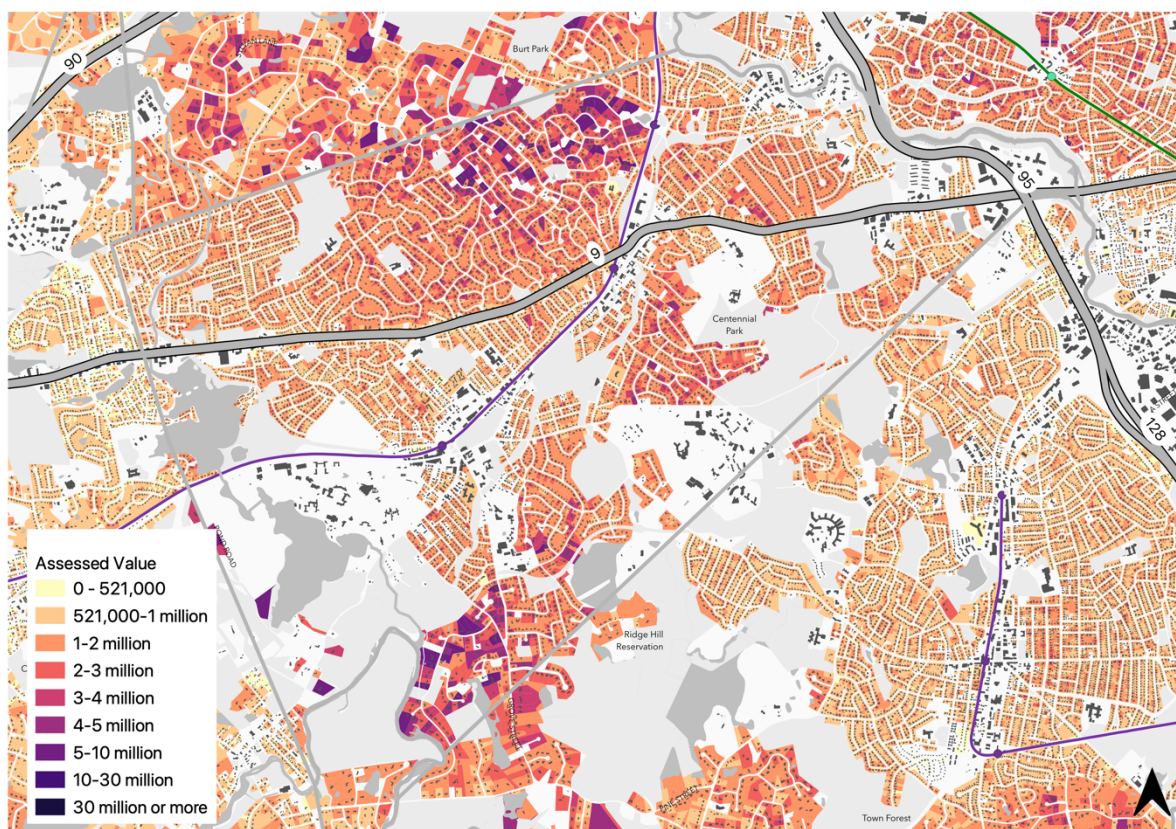 90
Burt Park
95
9
Centennial
Park
128
POND ROAD
Ridge Hill
Reservation
Town Forest
Assessed Value
0 - 521,000
521,000-1 million
1-2 million
2-3 million
3-4 million
4-5 million
5-10 million
10-30 million
30 million or more